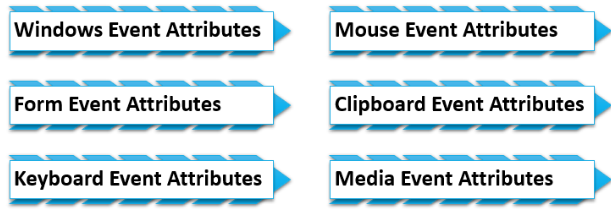 Windows Event Attributes
Mouse Event Attributes
Form Event Attributes
Clipboard Event Attributes
Keyboard Event Attributes
Media Event Attributes